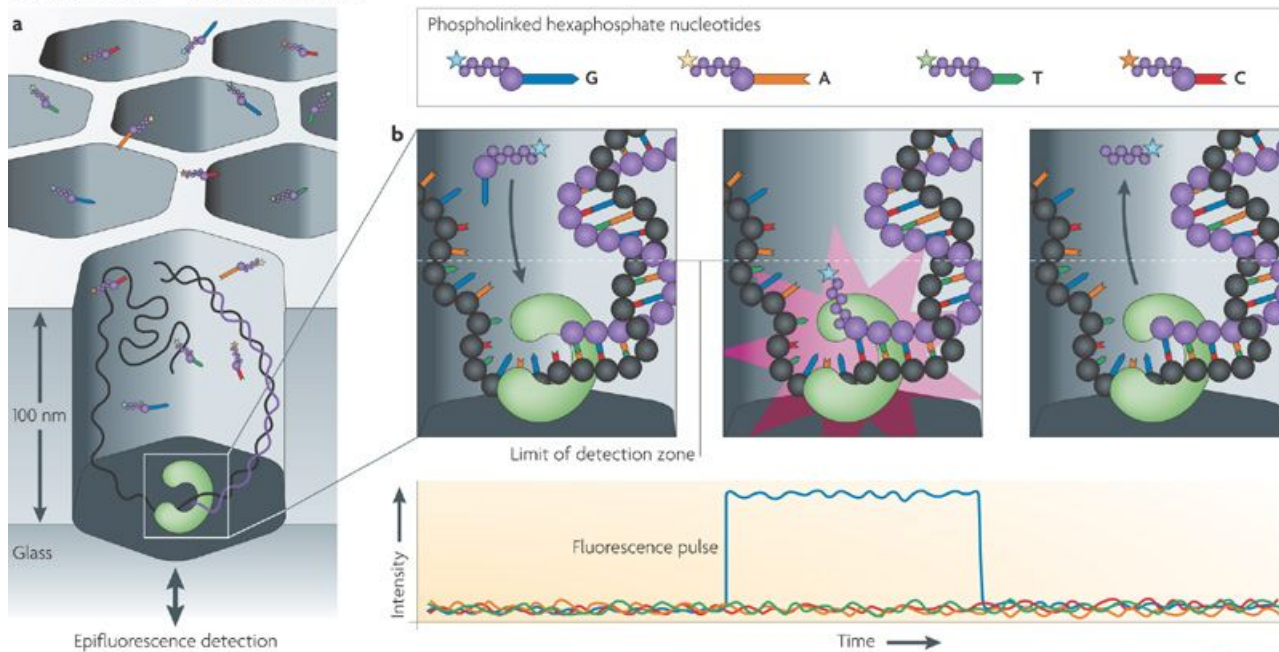 a
Phospholinked hexaphosphate nucleotides
G
A
T
C
b
100 nm
Limit of detection zone
Glass
Fluorescence pulse
Intensity
Epifluorescence detection
Time